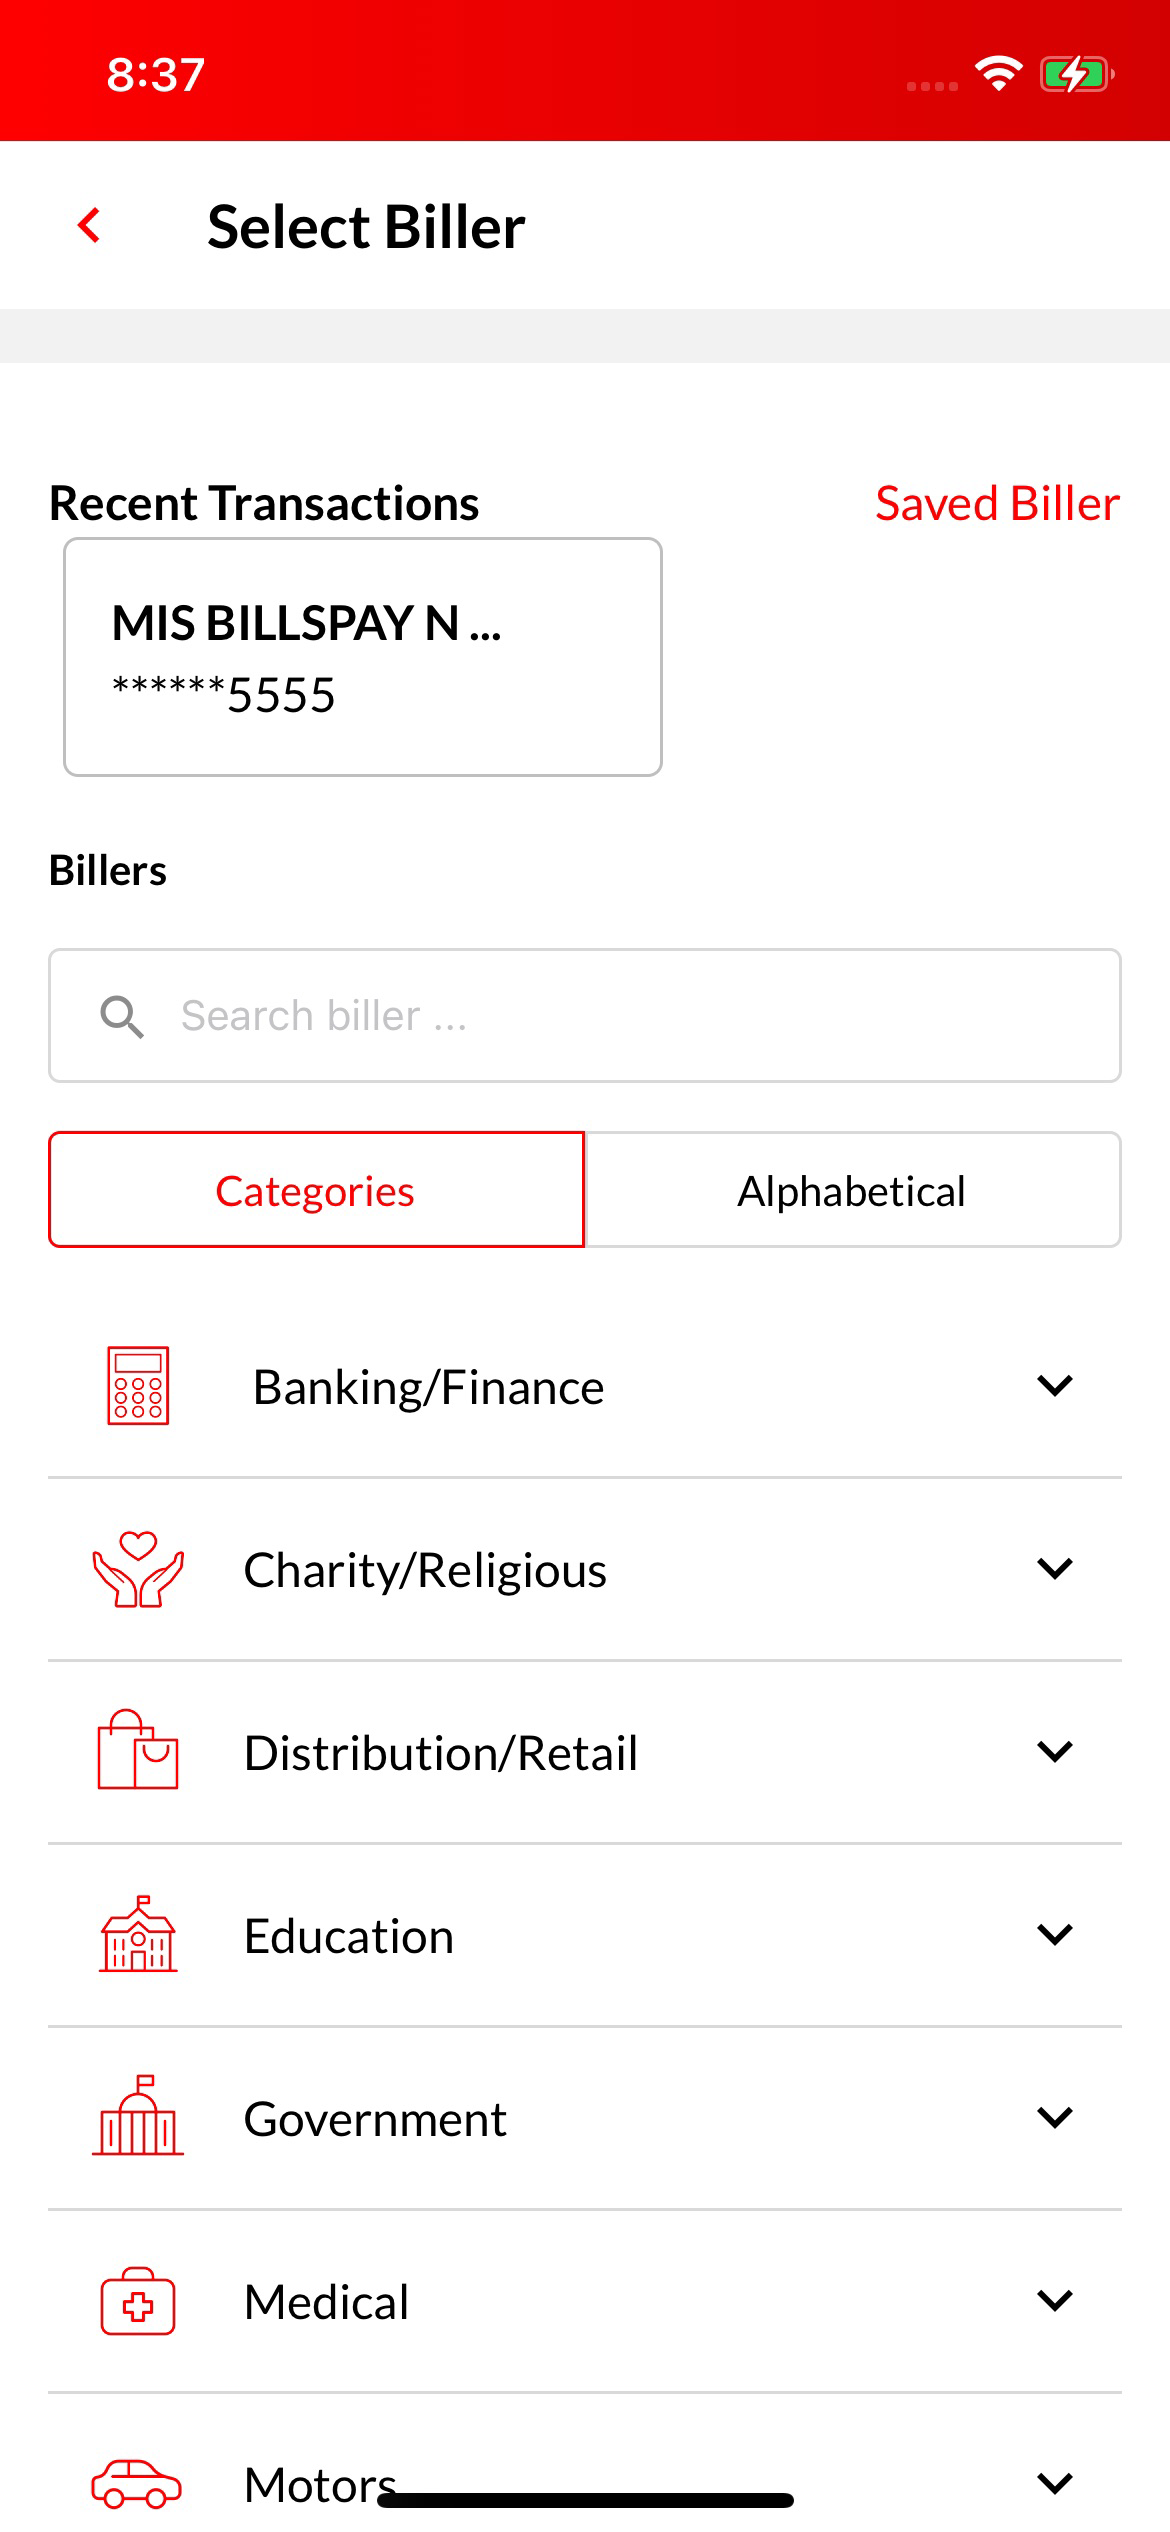 8:37
Select Biller
Recent Transactions
Saved Biller
MIS BILLSPAY N ...
******5555
Billers
Search biller ...
Categories
Alphabetical
Banking/Finance
Charity/Religious
Distribution/Retail
Education
Government
Medical
Motors